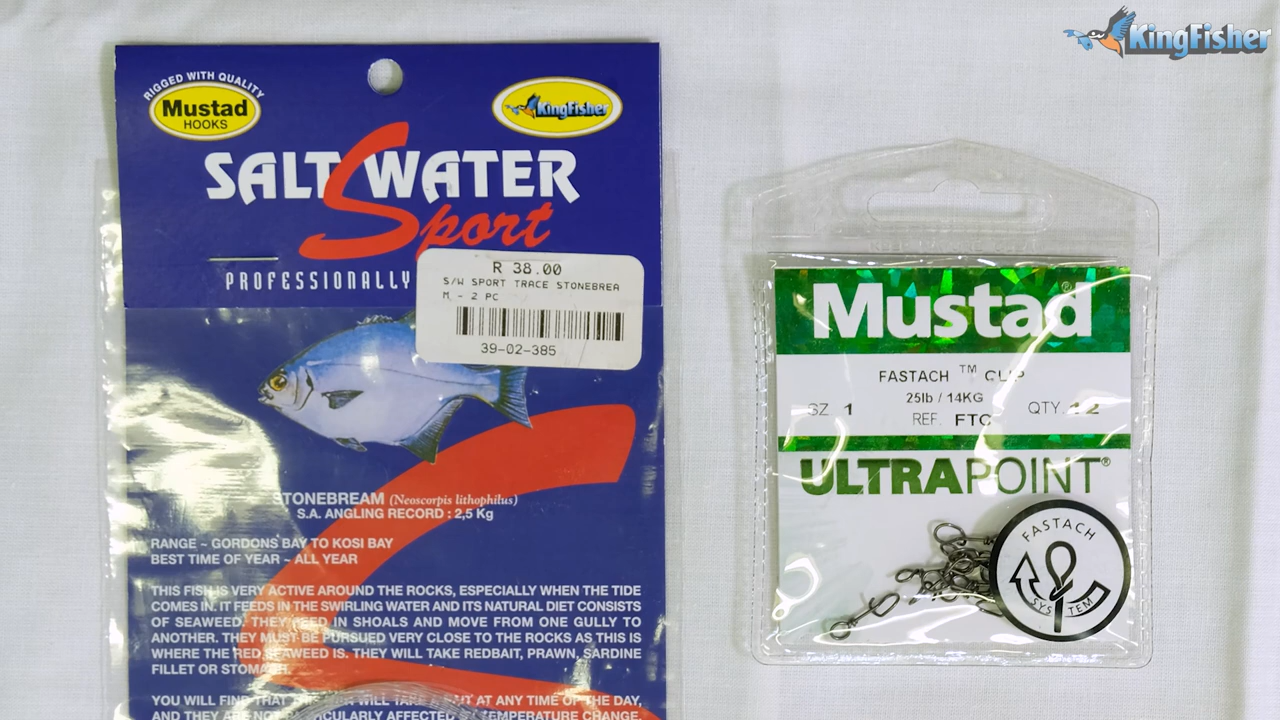 KingFisher
RIGGED WITH QUALITY
Mustad
HOOKS
KingFisher
SALT WATER
Sport
PROFESSIONALLY
R 38.00
S/W SPORT TRACE STONEBREA
M - 2 PC
39-02-385
STONEBREAM (Neoscorpis lithophilus)
S.A. ANGLING RECORD : 2,5 Kg
RANGE ~ GORDONS BAY TO KOSI BAY
BEST TIME OF YEAR ~ ALL YEAR
THIS FISH IS VERY ACTIVE AROUND THE ROCKS, ESPECIALLY WHEN THE TIDE
COMES IN. IT FEEDS IN THE SWIRLING WATER AND ITS NATURAL DIET CONSISTS
OF SEAWEED. THEY FEED IN SHOALS AND MOVE FROM ONE GULLY TO
ANOTHER. THEY MUST BE PURSUED VERY CLOSE TO THE ROCKS AS THIS IS
WHERE THE RED SEAWEED IS. THEY WILL TAKE REDBAIT, PRAWN, SARDINE
FILLET OR STOMACH.
YOU WILL FIND THAT WILL TAKE AT ANY TIME OF THE DAY,
AND THEY ARE NOT PARTICULARLY AFFECTED TEMPERATURE CHANGE.
Mustad®
FASTACH ™ CLIP
25lb / 14KG
SZ 1
REF. FTC
QTY. 12
ULTRAPOINT®
FASTACH
SYSTEM